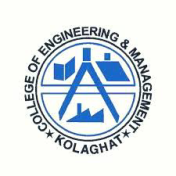 COLLEGE OF ENGINEERING & MANAGEMENT
KOLAGHAT